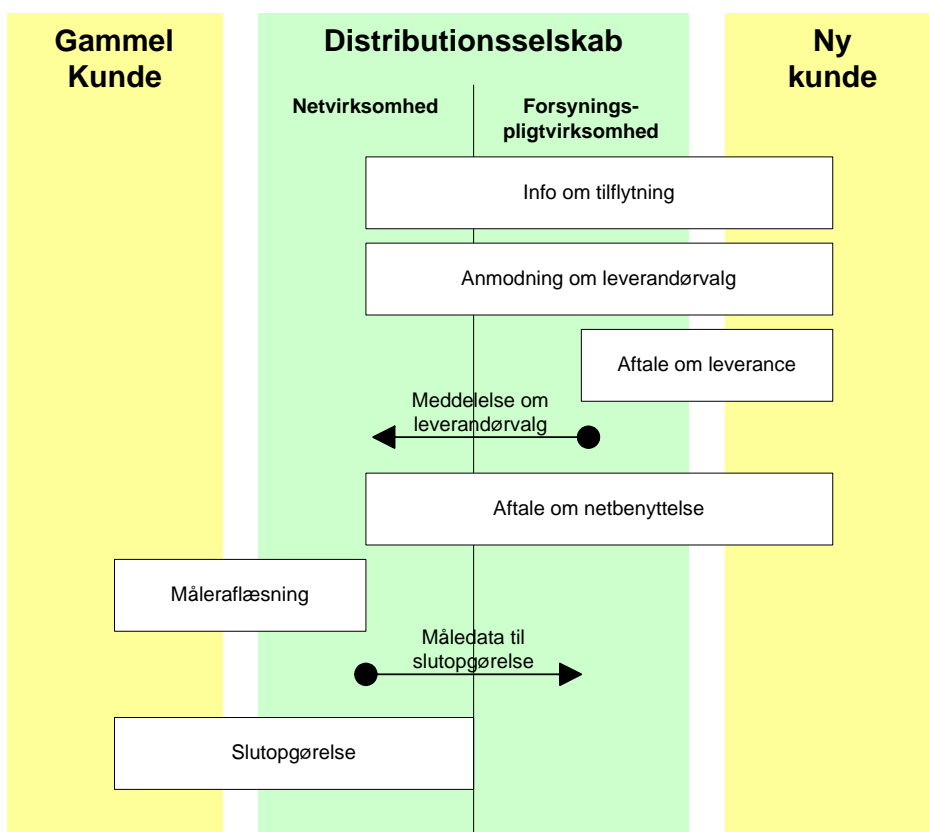 Gammel
Kunde
Distributionsselskab
Ny
kunde
Netvirksomhed
Forsynings-
pligtvirksomhed
Info om tilflytning
Anmodning om leverandørvalg
Aftale om leverance
Meddelelse om
leverandørvalg
Aftale om netbenyttelse
Måleraflæsning
Måledata til
slutopgørelse
Slutopgørelse